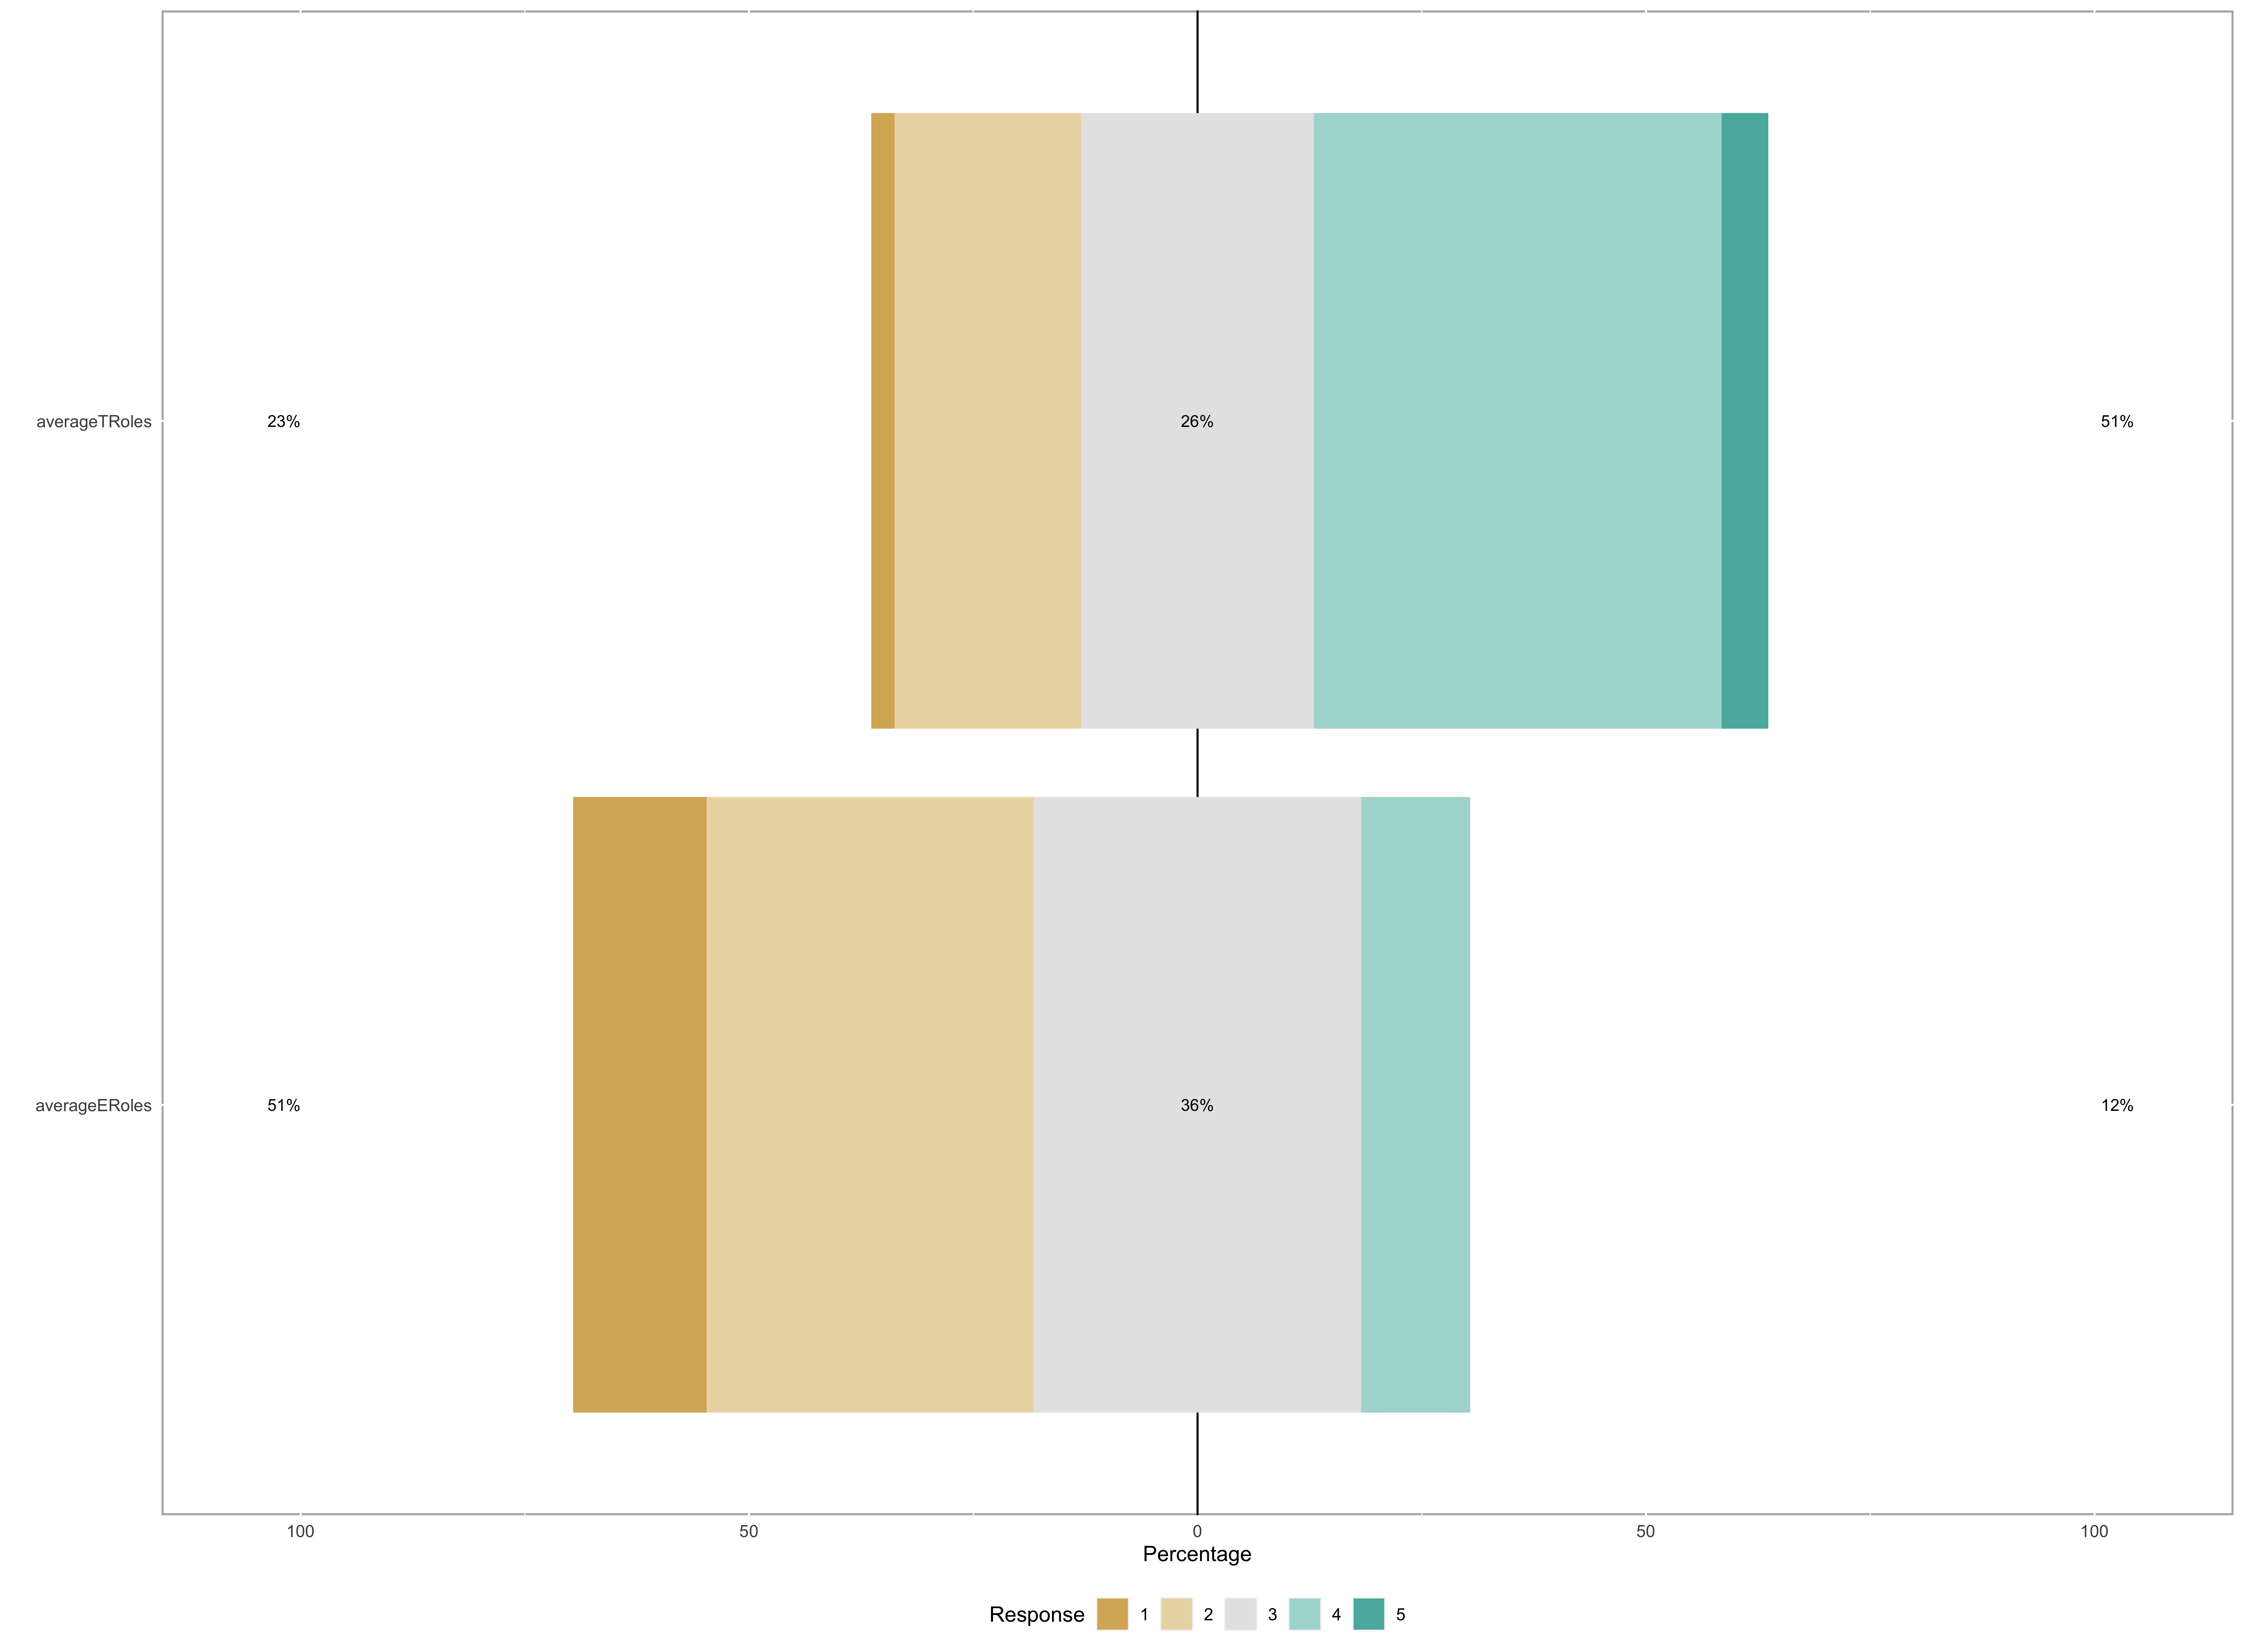 averageTRoles 23% 26% 51%
averageERoles 51% 36% 12%
100 50 0 50 100
Percentage
Response 1 2 3 4 5